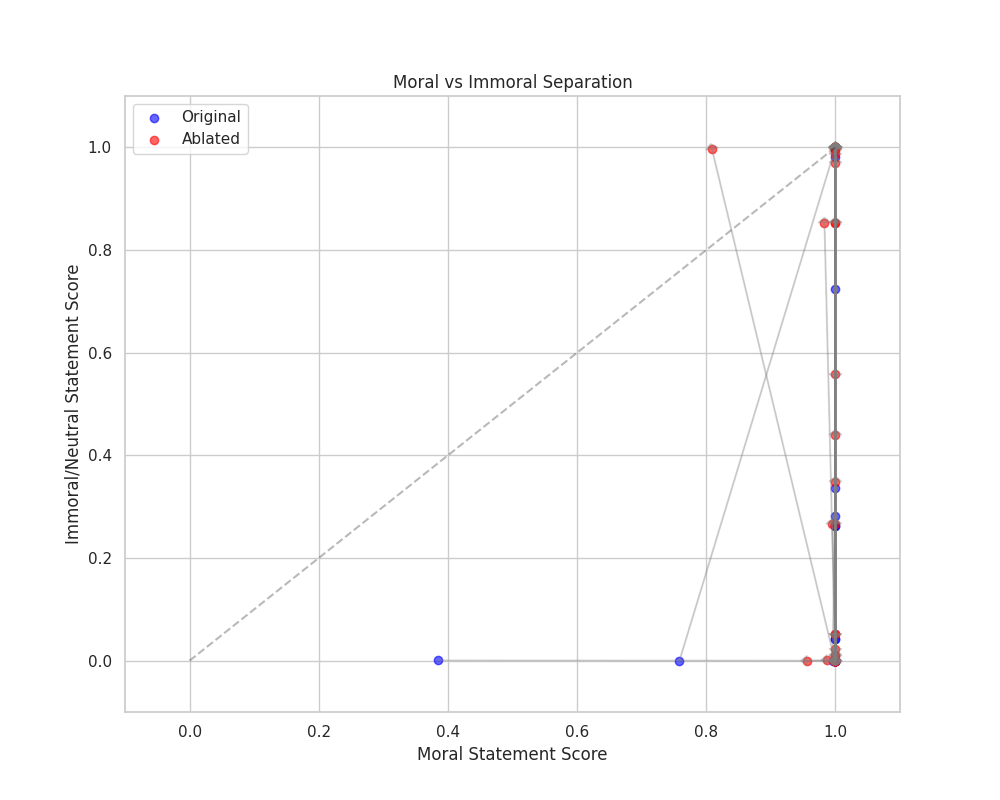 Moral vs Immoral Separation
Original
Ablated
1.0
0.8
0.6
0.4
0.2
0.0
Immoral/Neutral Statement Score
0.0 0.2 0.4 0.6 0.8 1.0
Moral Statement Score